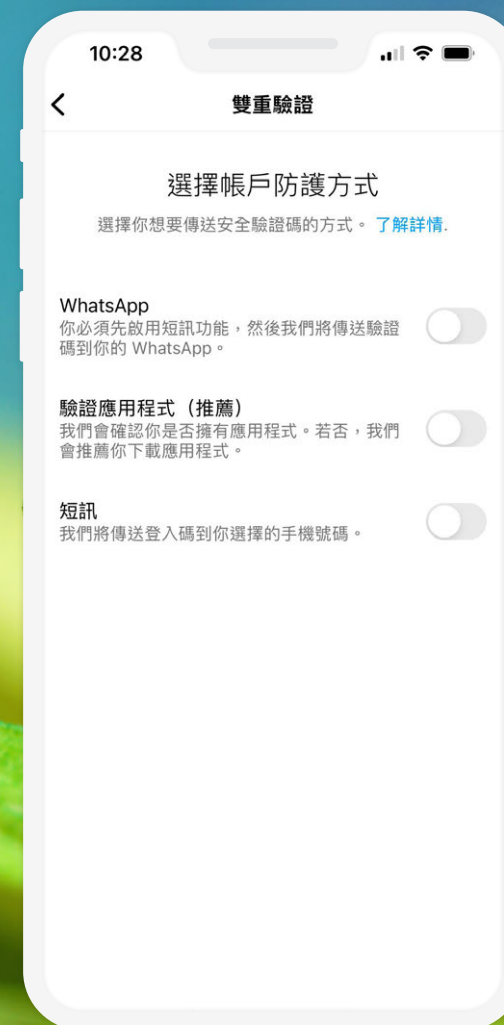 10:28
雙重驗證
選擇帳戶防護方式
選擇你想要傳送安全驗證碼的方式。 了解詳情.
WhatsApp
你必須先啟用短訊功能，然後我們將傳送驗證
碼到你的 WhatsApp。
驗證應用程式（推薦）
我們會確認你是否擁有應用程式。若否，我們
會推薦你下載應用程式。
短訊
我們將傳送登入碼到你選擇的手機號碼。